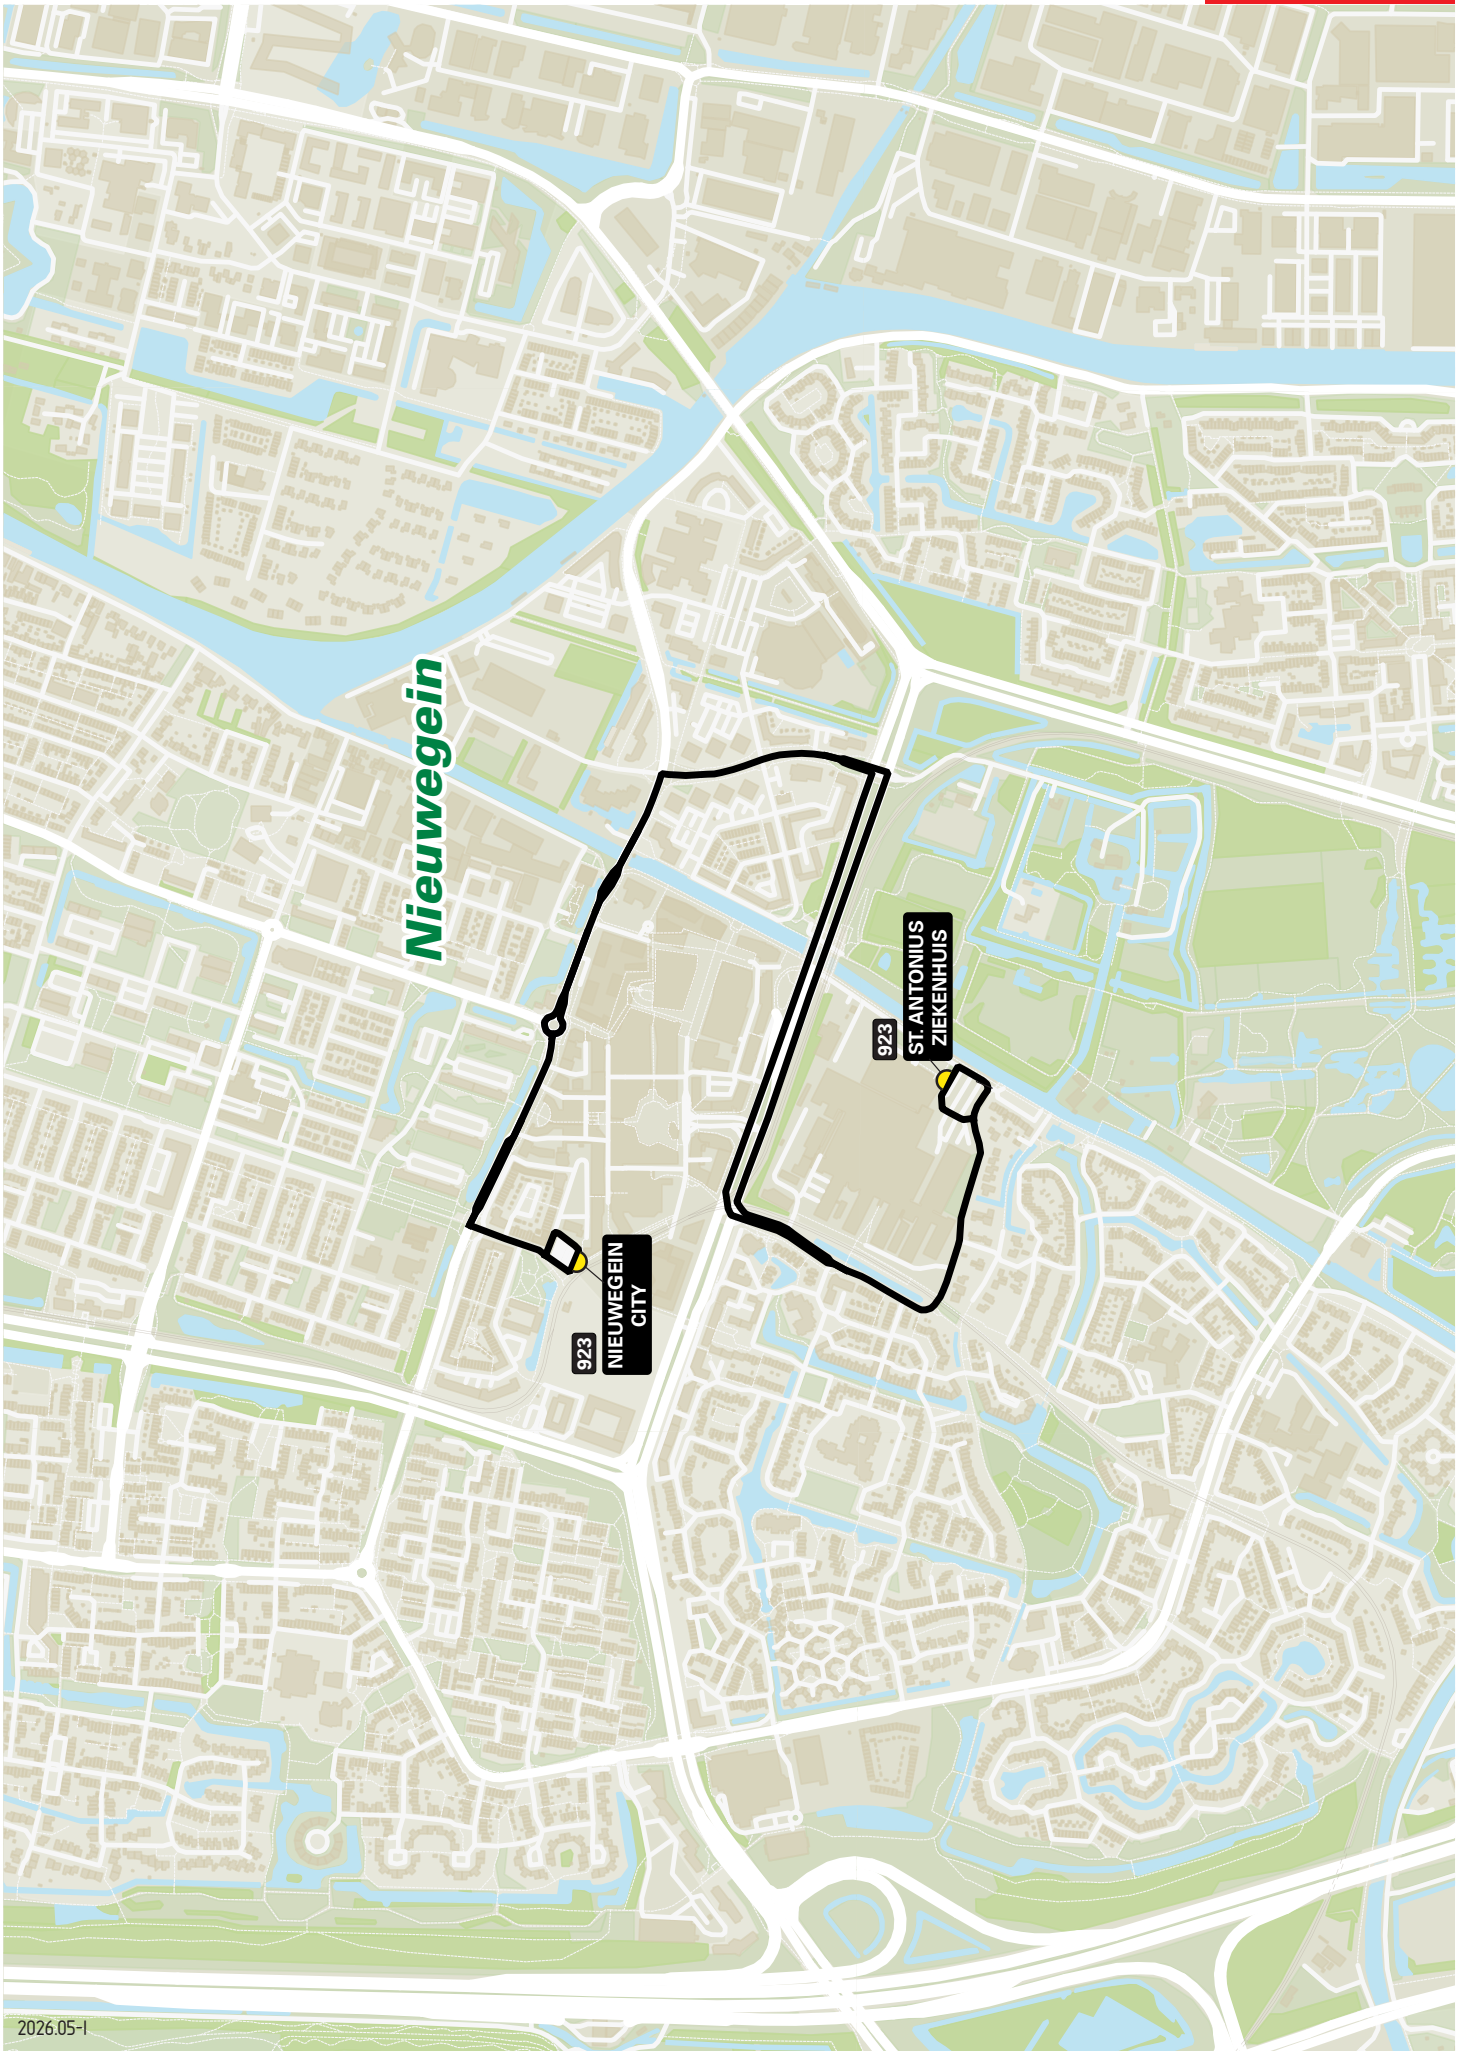 Nieuwegein
923
ST. ANTONIUS
ZIEKENHUIS
923
NIEUWEGEIN
CITY
2026.05-I